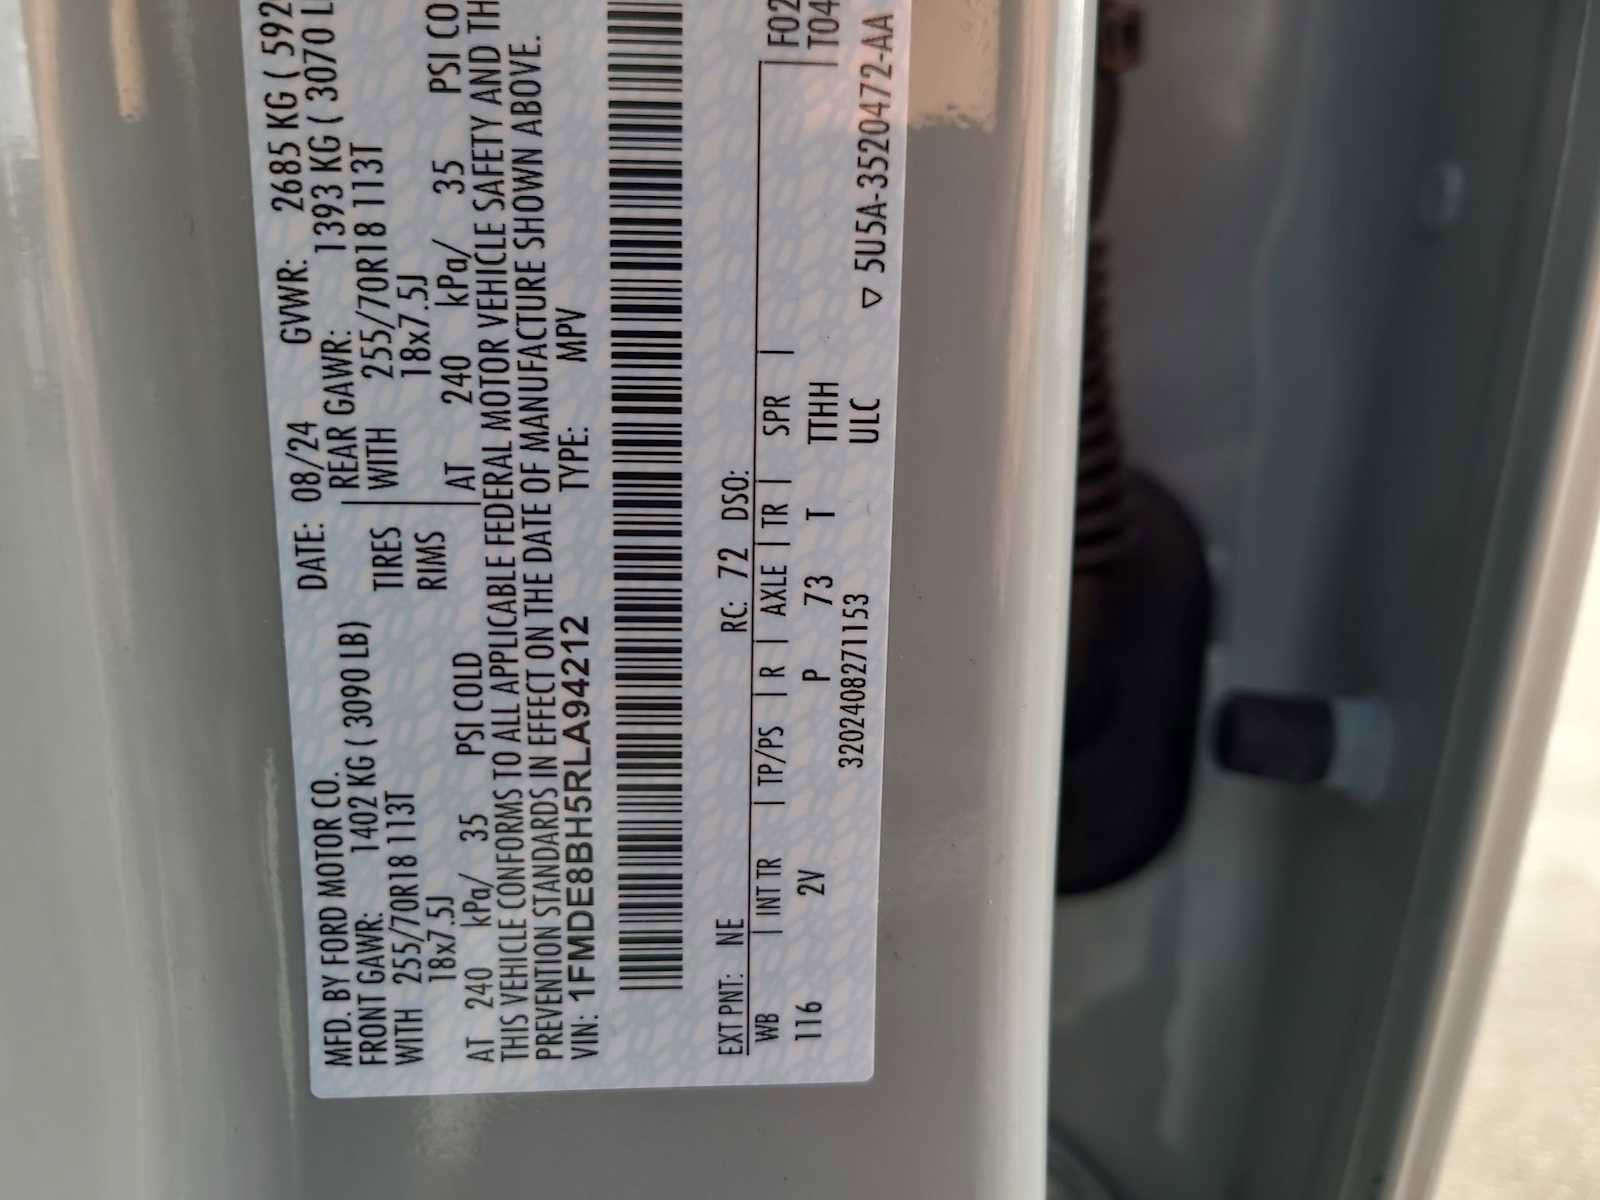 MFD. BY FORD MOTOR CO. DATE: 08/24 GVWR: 2685 KG ( 592
FRONT GAWR: 1402 KG ( 3090 LB) REAR GAWR: 1393 KG ( 3070 L
WITH 255/70R18 113T TIRES WITH 255/70R18 113T
18x7.5J RIMS 18x7.5J
AT 240 kPa/ 35 PSI COLD AT 240 kPa/ 35 PSI CO
THIS VEHICLE CONFORMS TO ALL APPLICABLE FEDERAL MOTOR VEHICLE SAFETY AND TH
PREVENTION STANDARDS IN EFFECT ON THE DATE OF MANUFACTURE SHOWN ABOVE.
VIN: 1FMDE8BH5RLA94212 TYPE: MPV
EXT PNT: NE RC: 72 DSO:
WB | INT TR | TP/PS | R | AXLE | TR | SPR | F02
116 2V P 73 T TTHH T04
3202408271153 ULC ▽ 5U5A-3520472-AA